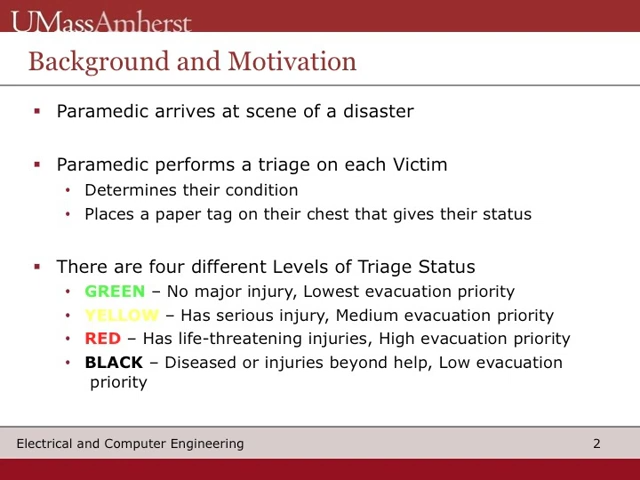 UMassAmherst
Background and Motivation
▪ Paramedic arrives at scene of a disaster
▪ Paramedic performs a triage on each Victim
• Determines their condition
• Places a paper tag on their chest that gives their status
▪ There are four different Levels of Triage Status
• GREEN – No major injury, Lowest evacuation priority
• YELLOW – Has serious injury, Medium evacuation priority
• RED – Has life-threatening injuries, High evacuation priority
• BLACK – Diseased or injuries beyond help, Low evacuation
priority
Electrical and Computer Engineering 2